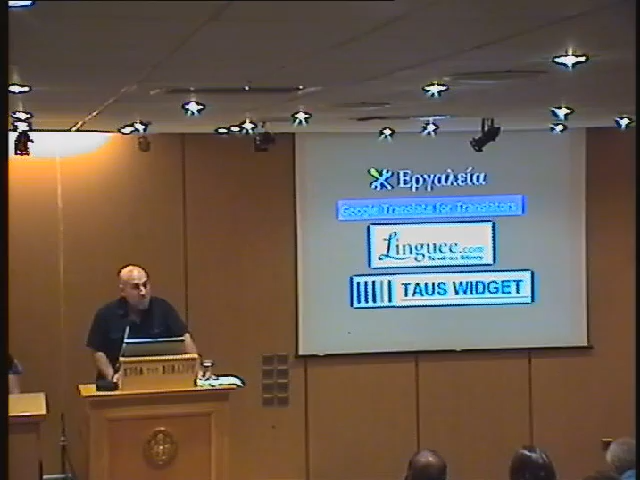 Εργαλεία
Google Translate for Translators
Linguee.com
TAUS WIDGET